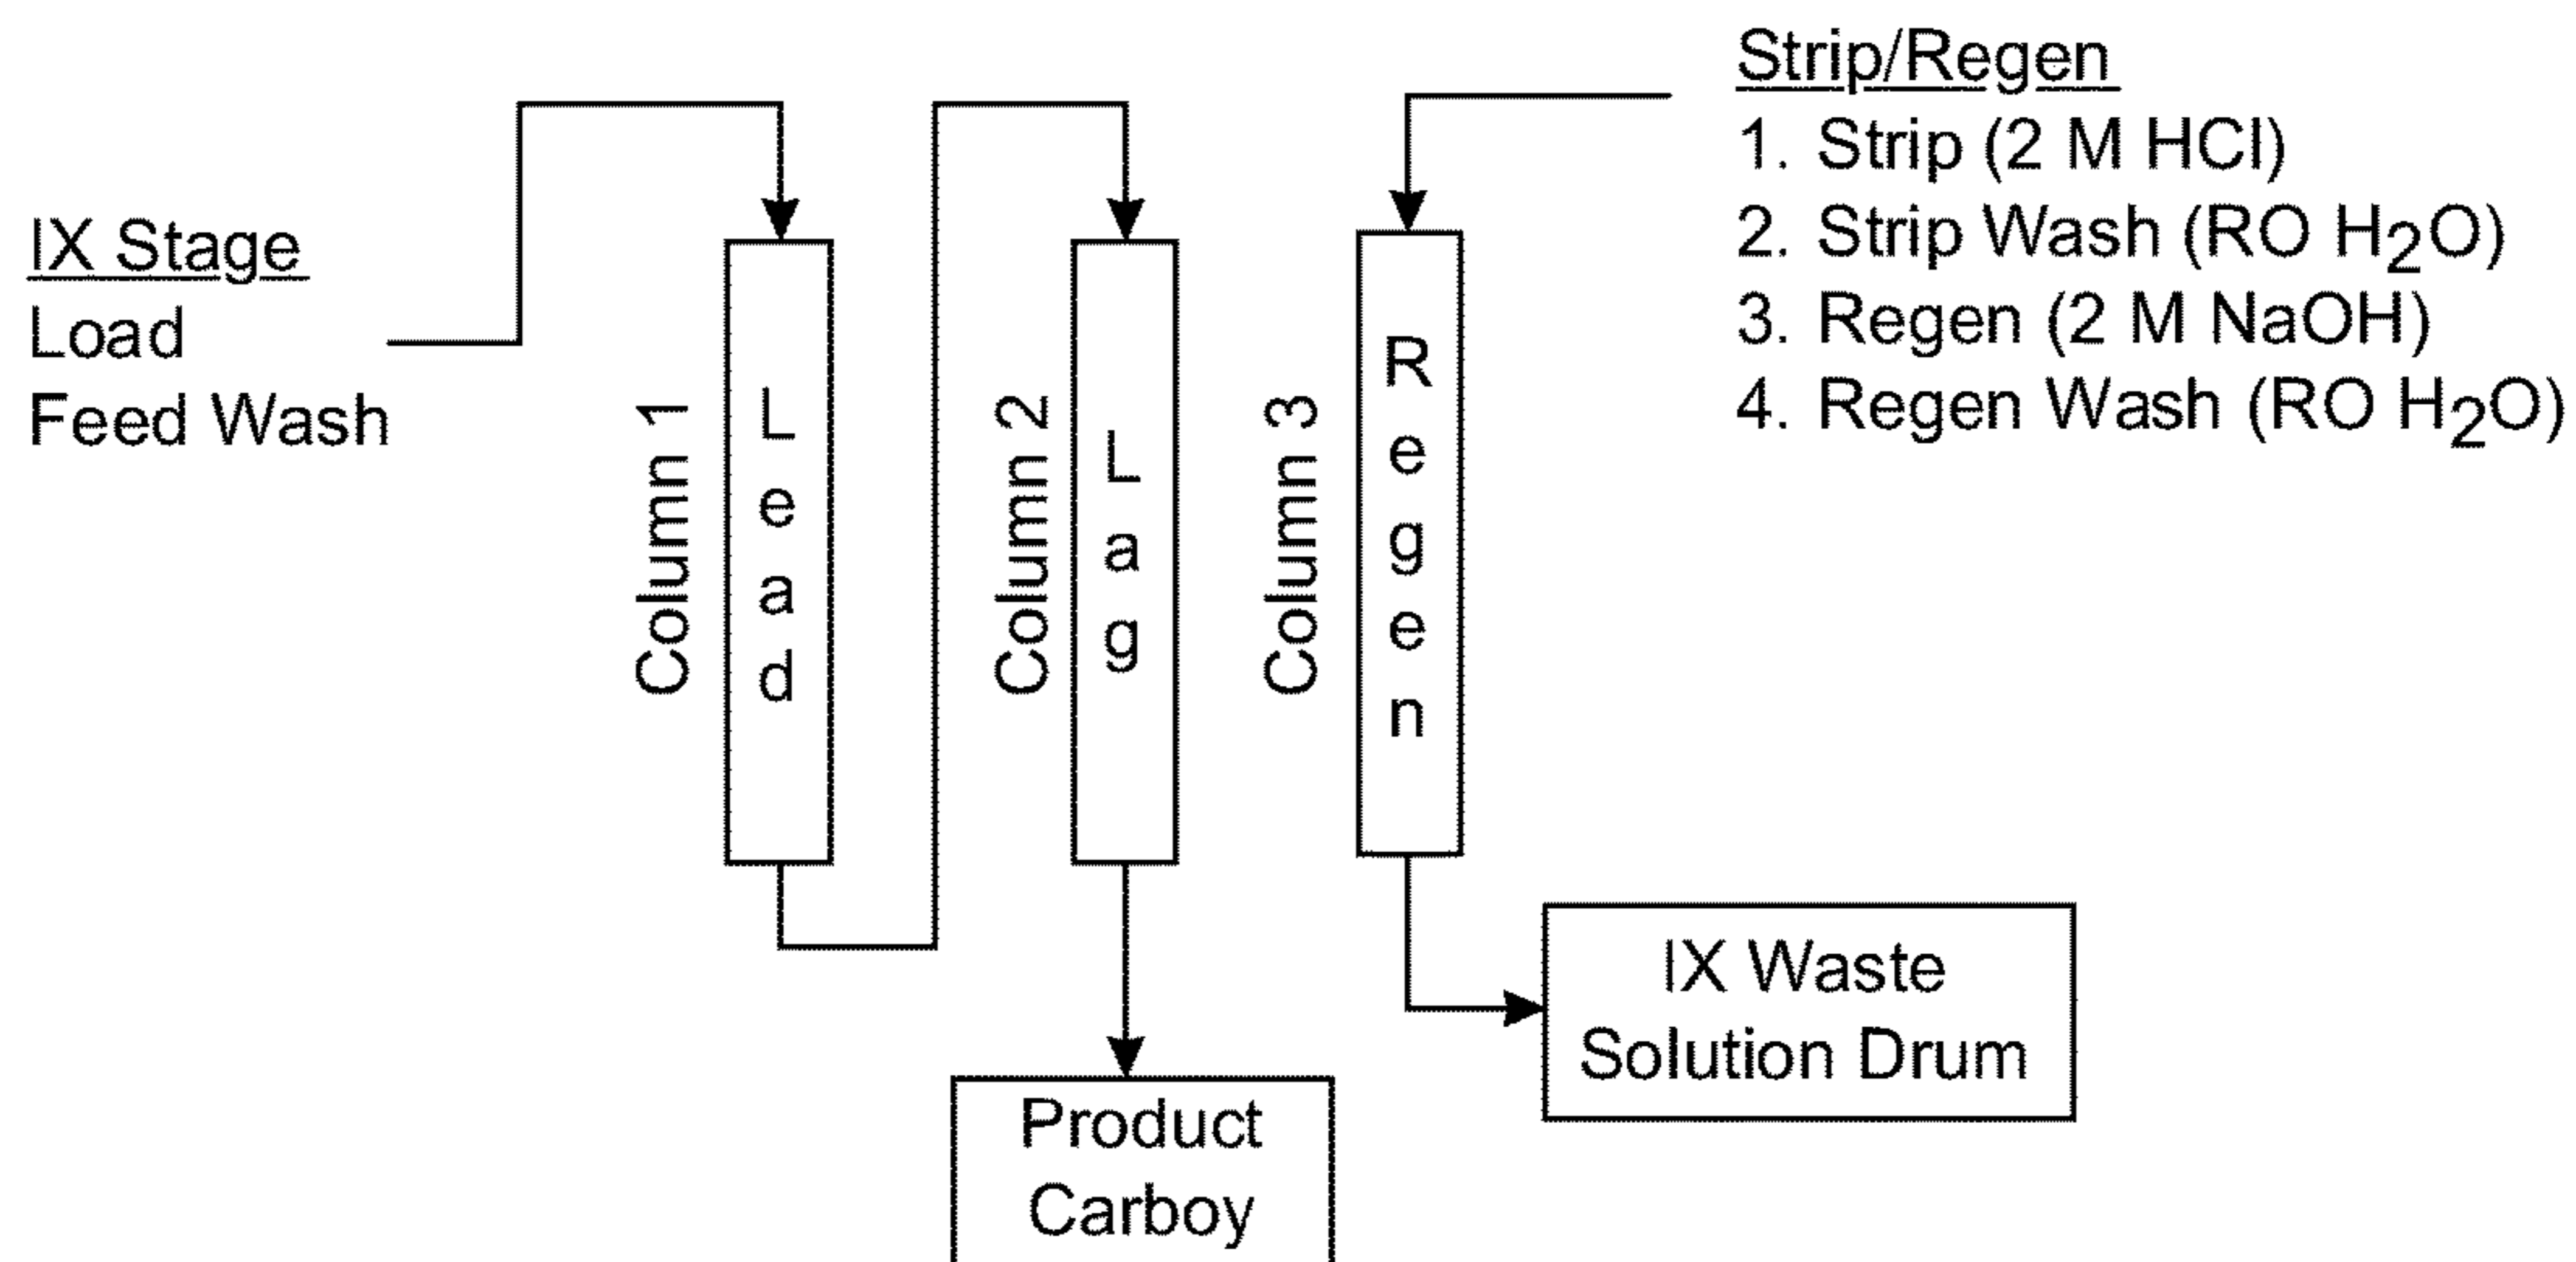 IX Stage
Load
Feed Wash
Column 1
Lead
Column 2
Lag
Column 3
Regen
Strip/Regen
1. Strip (2 M HCl)
2. Strip Wash (RO H₂O)
3. Regen (2 M NaOH)
4. Regen Wash (RO H₂O)
Product
Carboy
IX Waste
Solution Drum